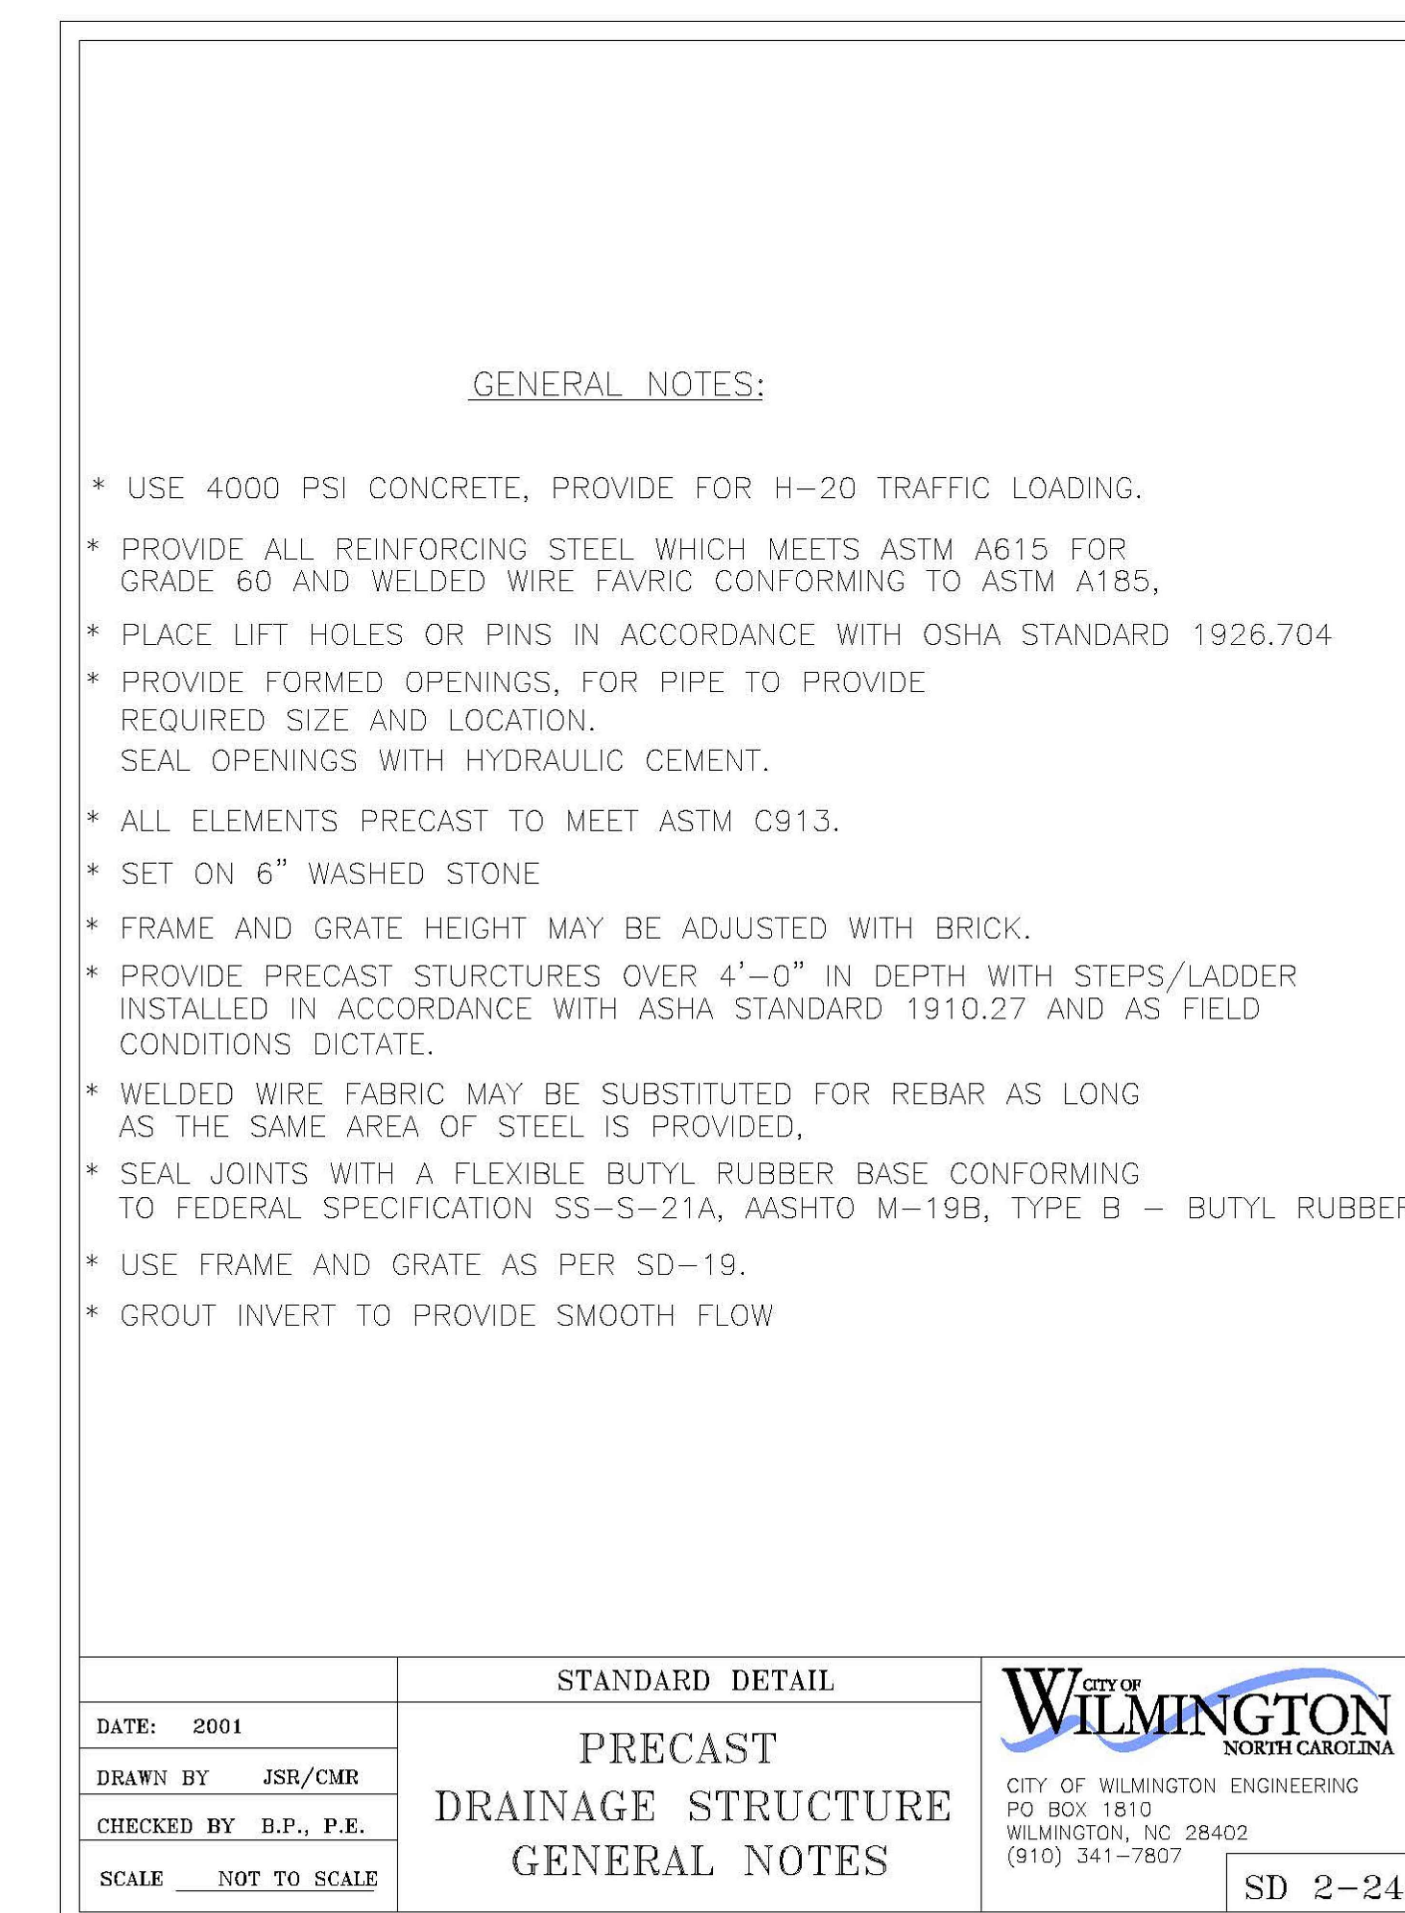 GENERAL NOTES:
* USE 4000 PSI CONCRETE, PROVIDE FOR H-20 TRAFFIC LOADING.
* PROVIDE ALL REINFORCING STEEL WHICH MEETS ASTM A615 FOR
GRADE 60 AND WELDED WIRE FAVRIC CONFORMING TO ASTM A185,
* PLACE LIFT HOLES OR PINS IN ACCORDANCE WITH OSHA STANDARD 1926.704
* PROVIDE FORMED OPENINGS, FOR PIPE TO PROVIDE
REQUIRED SIZE AND LOCATION.
SEAL OPENINGS WITH HYDRAULIC CEMENT.
* ALL ELEMENTS PRECAST TO MEET ASTM C913.
* SET ON 6" WASHED STONE
* FRAME AND GRATE HEIGHT MAY BE ADJUSTED WITH BRICK.
* PROVIDE PRECAST STURCTURES OVER 4'-0" IN DEPTH WITH STEPS/LADDER
INSTALLED IN ACCORDANCE WITH ASHA STANDARD 1910.27 AND AS FIELD
CONDITIONS DICTATE.
* WELDED WIRE FABRIC MAY BE SUBSTITUTED FOR REBAR AS LONG
AS THE SAME AREA OF STEEL IS PROVIDED,
* SEAL JOINTS WITH A FLEXIBLE BUTYL RUBBER BASE CONFORMING
TO FEDERAL SPECIFICATION SS-S-21A, AASHTO M-19B, TYPE B - BUTYL RUBBER
* USE FRAME AND GRATE AS PER SD-19.
* GROUT INVERT TO PROVIDE SMOOTH FLOW
STANDARD DETAIL
DATE: 2001
DRAWN BY JSR/CMR
CHECKED BY B.P., P.E.
SCALE NOT TO SCALE
PRECAST
DRAINAGE STRUCTURE
GENERAL NOTES
CITY OF
WILMINGTON
NORTH CAROLINA
CITY OF WILMINGTON ENGINEERING
PO BOX 1810
WILMINGTON, NC 28402
(910) 341-7807
SD 2-24